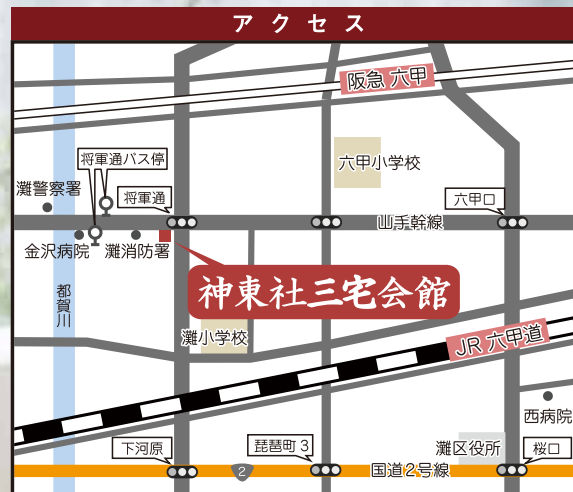 アクセス
阪急 六甲
将軍通バス停
六甲小学校
灘警察署
将軍通
六甲口
山手幹線
金沢病院
灘消防署
神東社三宅会館
都賀川
灘小学校
JR 六甲道
西病院
下河原
琵琶町3
灘区役所
桜口
2
国道2号線